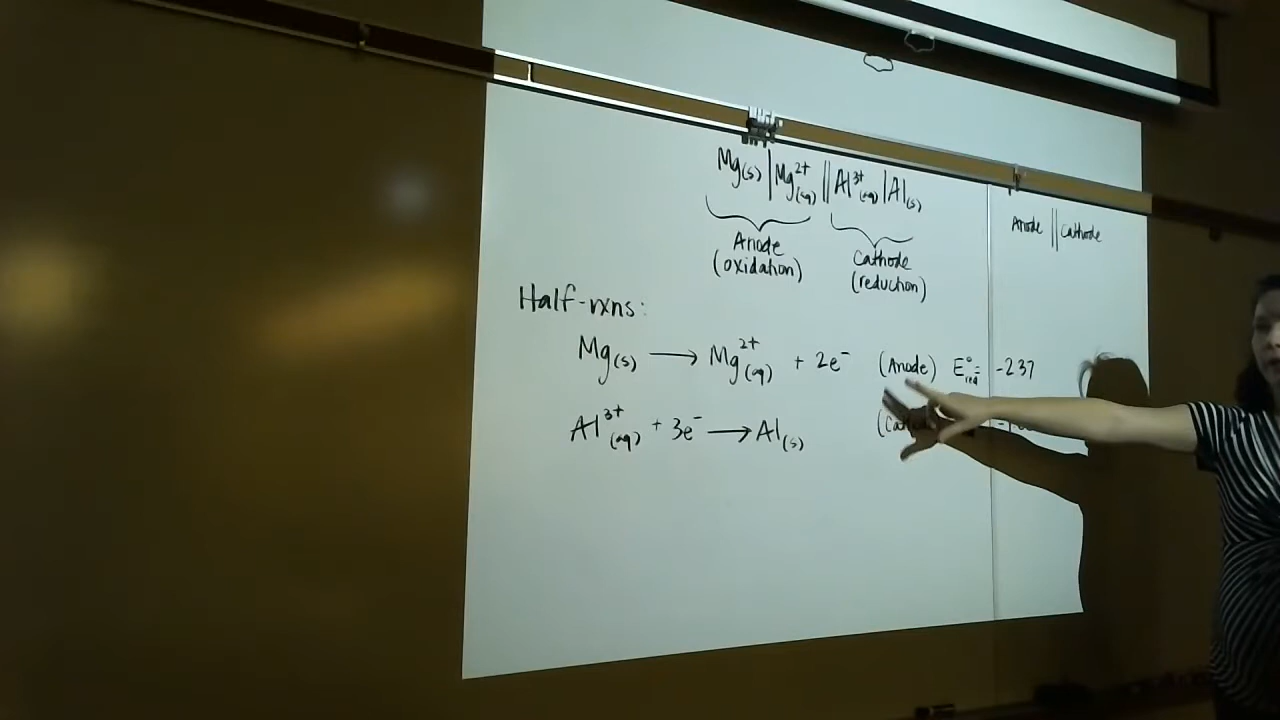 Mg(s) | Mg²⁺(aq) || Al³⁺(aq) | Al(s)
Anode || Cathode
Anode
(oxidation)
Cathode
(reduction)
Half-rxns:
Mg(s) ⟶ Mg²⁺(aq) + 2e⁻ (Anode) E°red = -2.37
Al³⁺(aq) + 3e⁻ ⟶ Al(s)